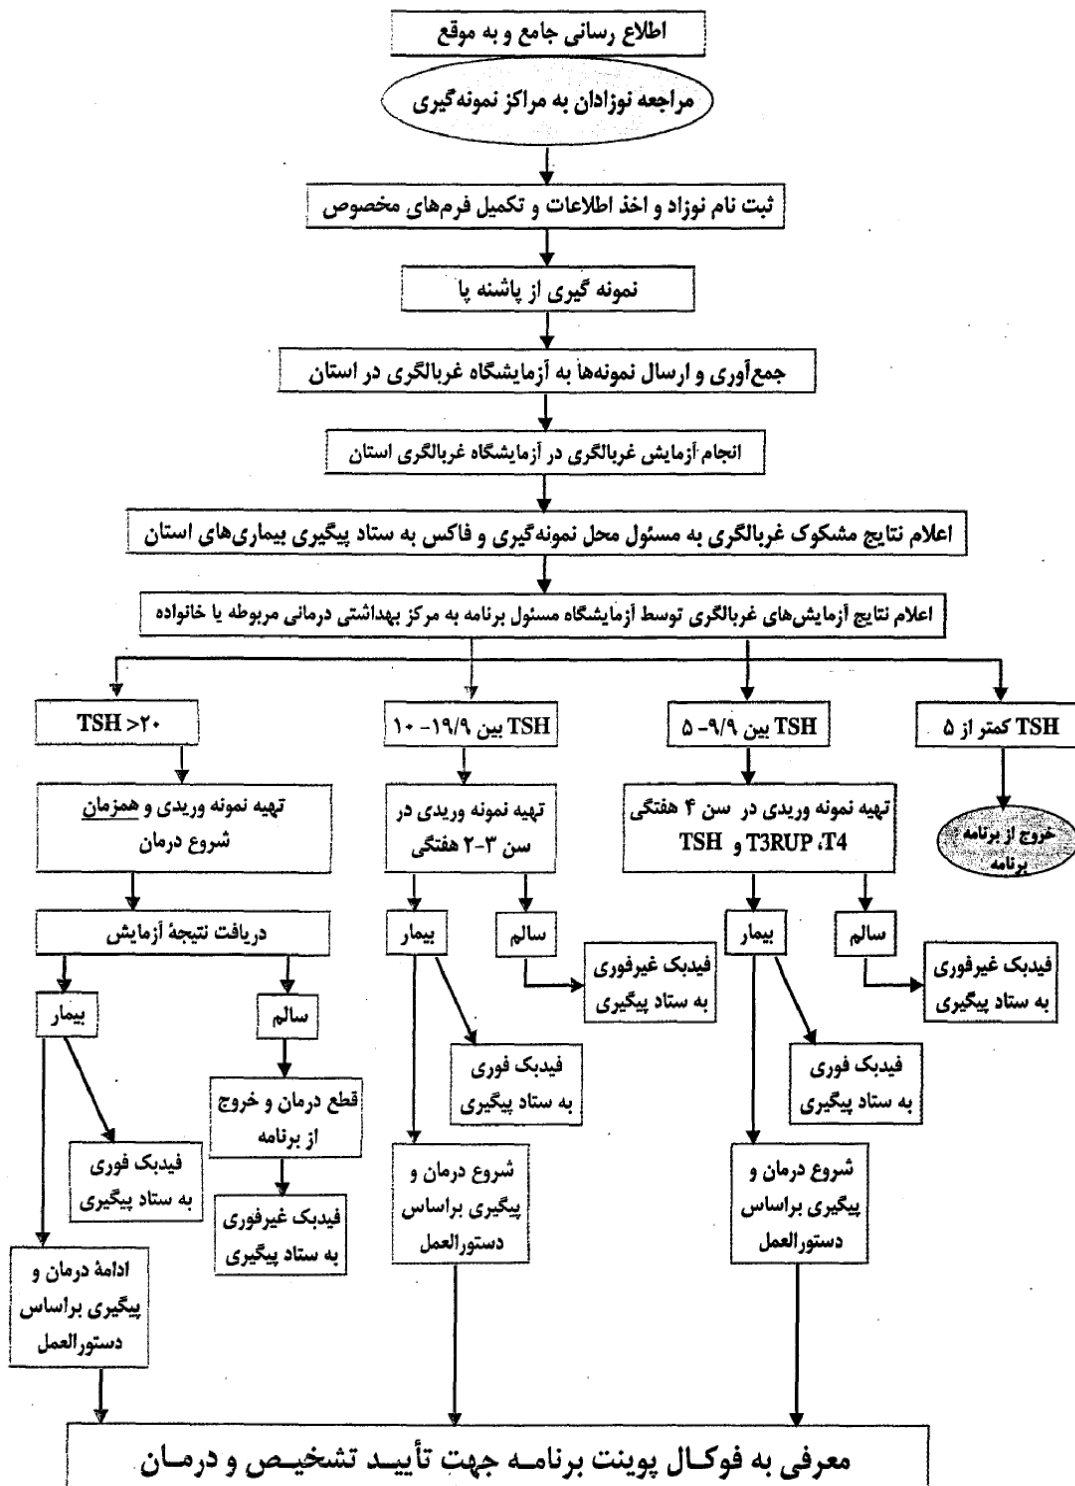 اطلاع رسانی جامع و به موقع
مراجعه نوزادان به مراکز نمونه‌گیری
ثبت نام نوزاد و اخذ اطلاعات و تکمیل فرم‌های مخصوص
نمونه گیری از پاشنه پا
جمع‌آوری و ارسال نمونه‌ها به آزمایشگاه غربالگری در استان
انجام آزمایش غربالگری در آزمایشگاه غربالگری استان
اعلام نتایج مشکوک غربالگری به مسئول محل نمونه‌گیری و فاکس به ستاد پیگیری بیماری‌های استان
اعلام نتایج آزمایش‌های غربالگری توسط آزمایشگاه مسئول برنامه به مرکز بهداشتی درمانی مربوطه یا خانواده
TSH کمتر از ۵
TSH بین ۹/۹-۵
TSH بین ۱۹/۹-۱۰
TSH >۲۰
خروج از برنامه
برنامه
تهیه نمونه وریدی در سن ۴ هفتگی
T3RUP ،T4 و TSH
تهیه نمونه وریدی در
سن ۳-۲ هفتگی
تهیه نمونه وریدی و همزمان
شروع درمان
سالم
بیمار
سالم
بیمار
دریافت نتیجهٔ آزمایش
فیدبک غیرفوری
به ستاد پیگیری
فیدبک غیرفوری
به ستاد پیگیری
سالم
بیمار
فیدبک فوری
به ستاد پیگیری
فیدبک فوری
به ستاد پیگیری
قطع درمان و خروج
از برنامه
فیدبک فوری
به ستاد پیگیری
شروع درمان و
پیگیری براساس
دستورالعمل
شروع درمان و
پیگیری براساس
دستورالعمل
فیدبک غیرفوری
به ستاد پیگیری
ادامهٔ درمان و
پیگیری براساس
دستورالعمل
معرفی به فوکال پوینت برنامه جهت تأیید تشخیص و درمان